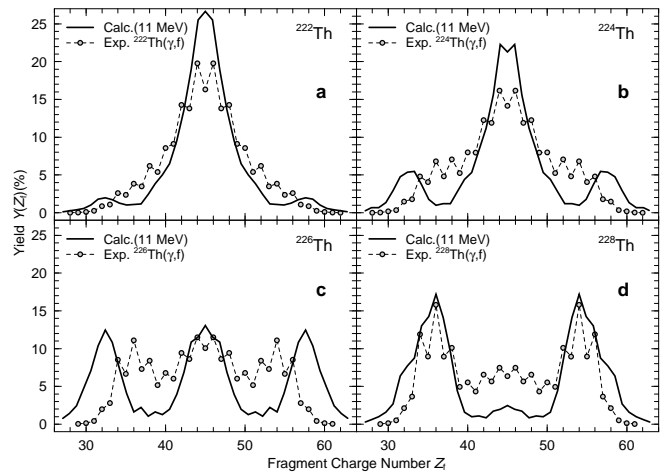 Calc.(11 MeV)
Exp. ²²²Th(γ,f)
²²²Th
a
Calc.(11 MeV)
Exp. ²²⁴Th(γ,f)
²²⁴Th
b
25
20
15
10
5
0
Calc.(11 MeV)
Exp. ²²⁶Th(γ,f)
²²⁶Th
c
Calc.(11 MeV)
Exp. ²²⁸Th(γ,f)
²²⁸Th
d
25
20
15
10
5
0
Yield Y(Zf)(%)
30 40 50 60 30 40 50 60
Fragment Charge Number Zf